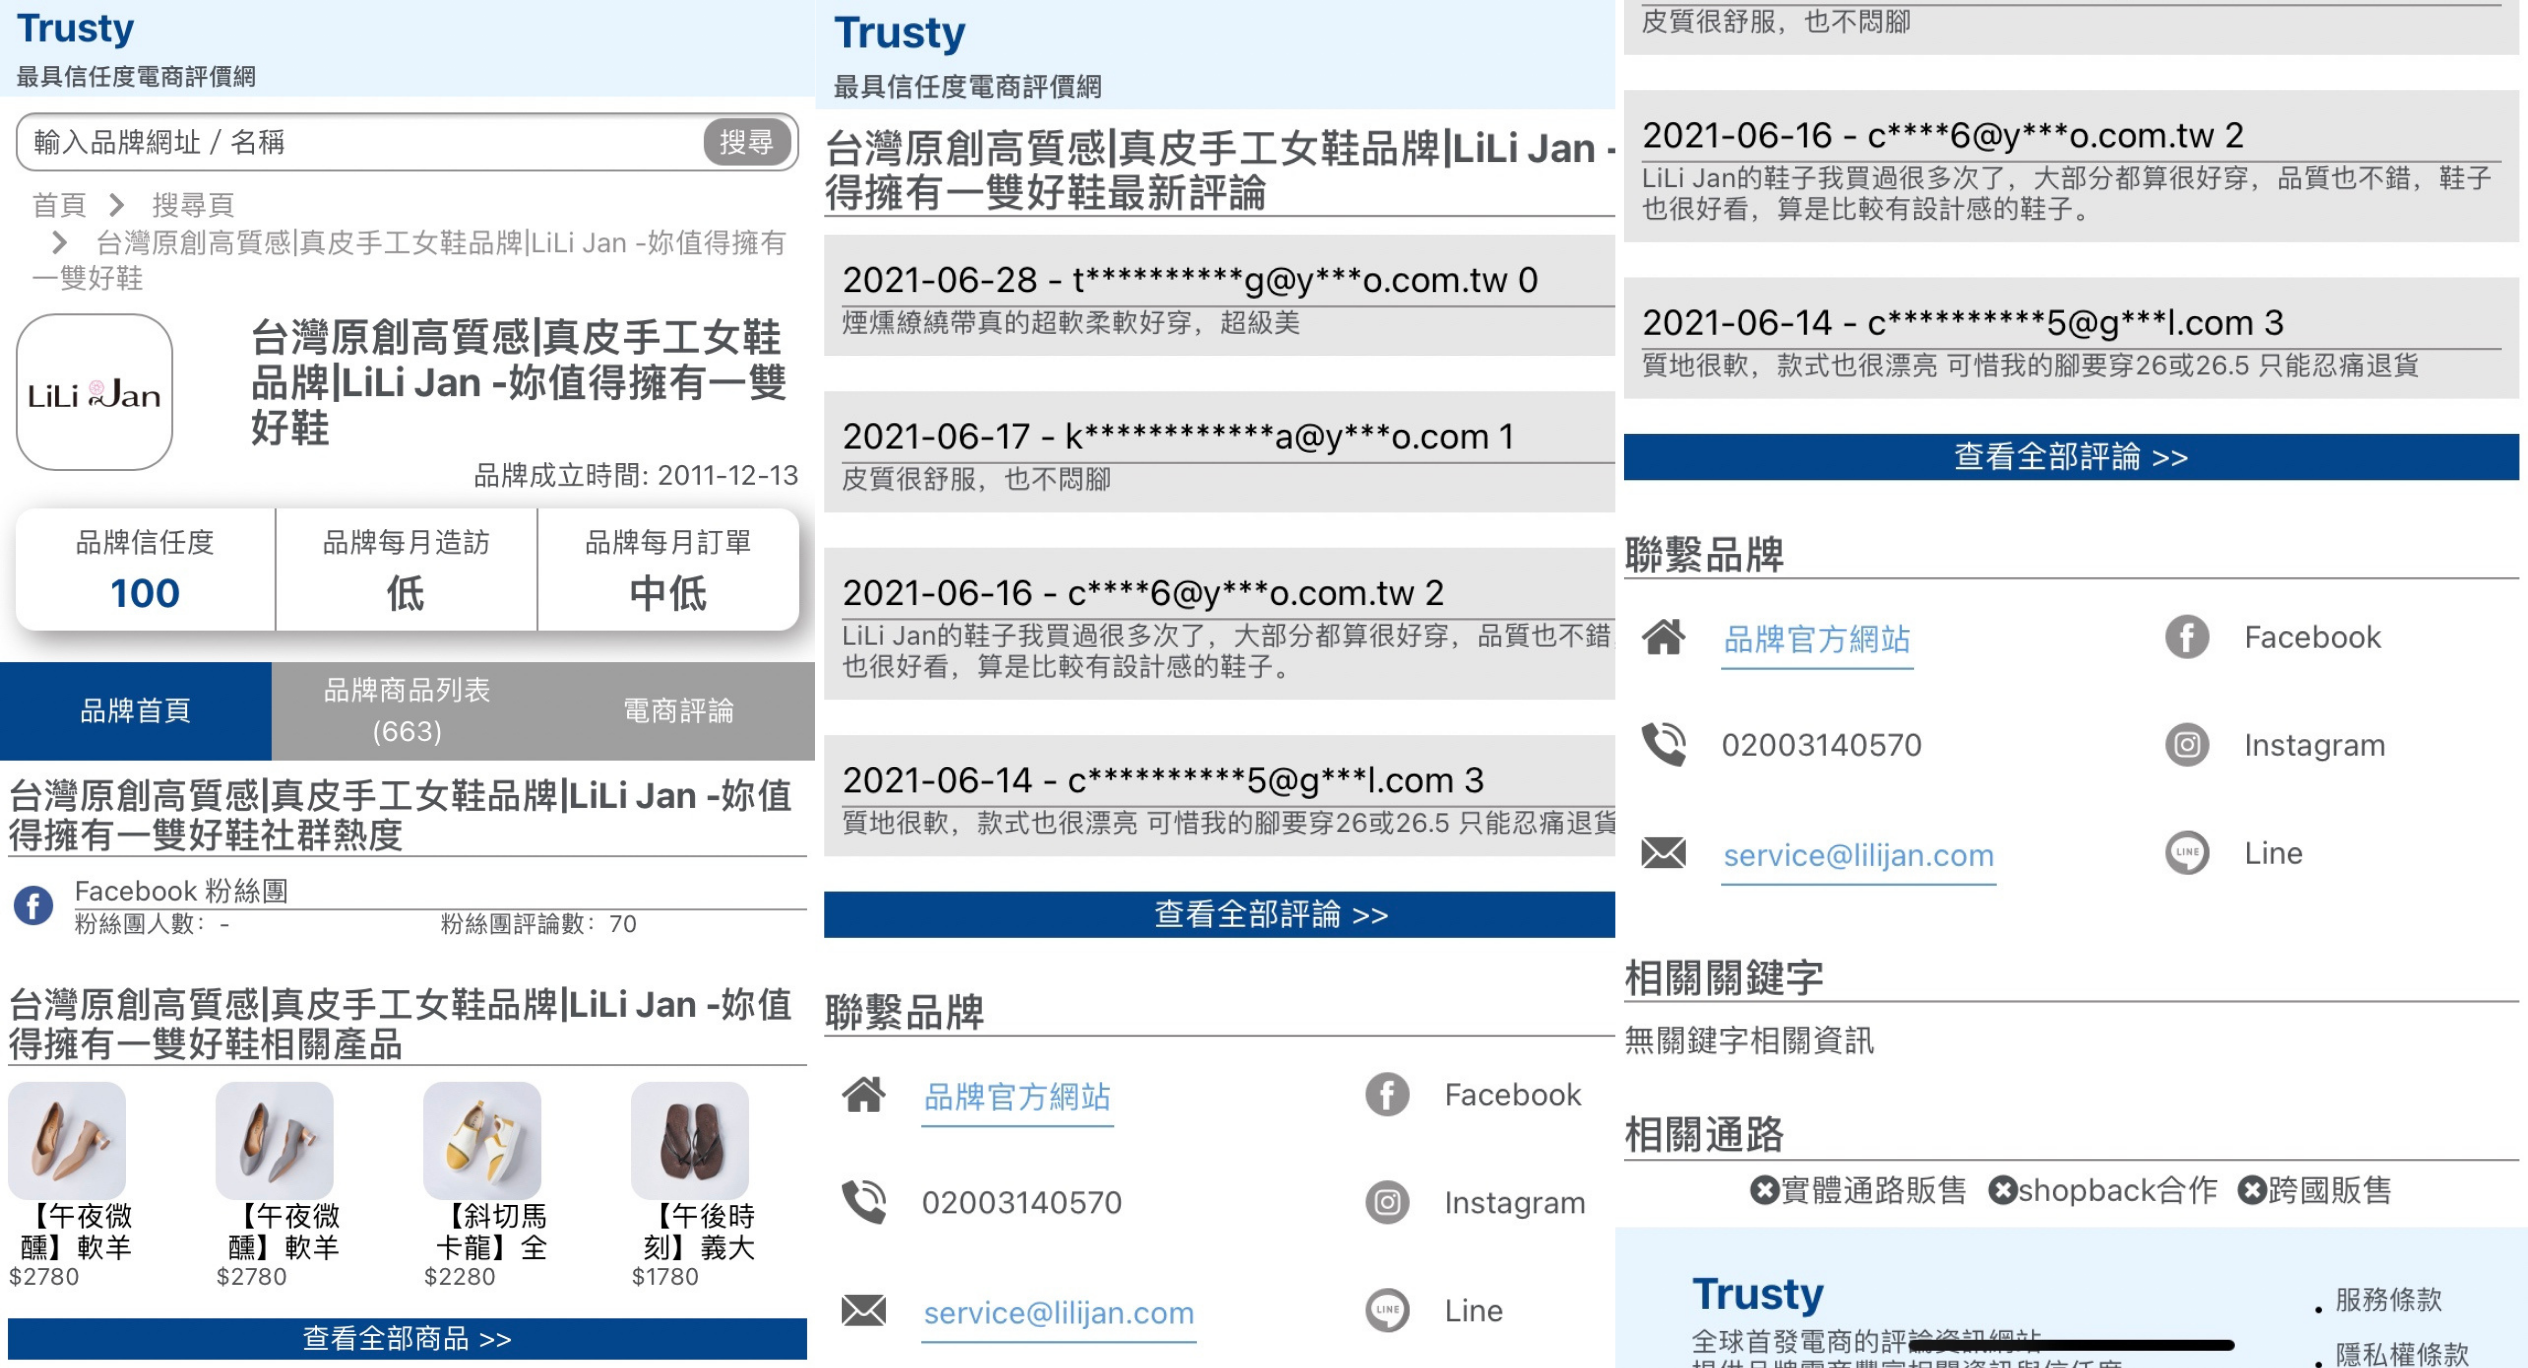 Trusty
最具信任度電商評價網
輸入品牌網址 / 名稱
搜尋
首頁 > 搜尋頁
> 台灣原創高質感|真皮手工女鞋品牌|LiLi Jan -妳值得擁有
一雙好鞋
LiLi Jan
台灣原創高質感|真皮手工女鞋
品牌|LiLi Jan -妳值得擁有一雙
好鞋
品牌成立時間: 2011-12-13
品牌信任度
100
品牌每月造訪
低
品牌每月訂單
中低
品牌首頁
品牌商品列表
(663)
電商評論
台灣原創高質感|真皮手工女鞋品牌|LiLi Jan -妳值
得擁有一雙好鞋社群熱度
Facebook 粉絲團
粉絲團人數：-
粉絲團評論數：70
台灣原創高質感|真皮手工女鞋品牌|LiLi Jan -妳值
得擁有一雙好鞋相關產品
【午夜微
醺】軟羊
$2780
【午夜微
醺】軟羊
$2780
【斜切馬
卡龍】全
$2280
【午後時
刻】義大
$1780
查看全部商品 >>
Trusty
最具信任度電商評價網
台灣原創高質感|真皮手工女鞋品牌|LiLi Jan -
得擁有一雙好鞋最新評論
2021-06-28 - t**********g@y***o.com.tw 0
煙燻繚繞帶真的超軟柔軟好穿，超級美
2021-06-17 - k************a@y***o.com 1
皮質很舒服，也不悶腳
2021-06-16 - c****6@y***o.com.tw 2
LiLi Jan的鞋子我買過很多次了，大部分都算很好穿，品質也不錯
也很好看，算是比較有設計感的鞋子。
2021-06-14 - c**********5@g***l.com 3
質地很軟，款式也很漂亮 可惜我的腳要穿26或26.5 只能忍痛退貨
查看全部評論 >>
聯繫品牌
品牌官方網站
Facebook
02003140570
Instagram
service@lilijan.com
LINE
Line
皮質很舒服，也不悶腳
2021-06-16 - c****6@y***o.com.tw 2
LiLi Jan的鞋子我買過很多次了，大部分都算很好穿，品質也不錯，鞋子
也很好看，算是比較有設計感的鞋子。
2021-06-14 - c**********5@g***l.com 3
質地很軟，款式也很漂亮 可惜我的腳要穿26或26.5 只能忍痛退貨
查看全部評論 >>
聯繫品牌
品牌官方網站
Facebook
02003140570
Instagram
service@lilijan.com
LINE
Line
相關關鍵字
無關鍵字相關資訊
相關通路
實體通路販售 shopback合作 跨國販售
Trusty
全球首發電商的評論資訊網站
• 服務條款
• 隱私權條款